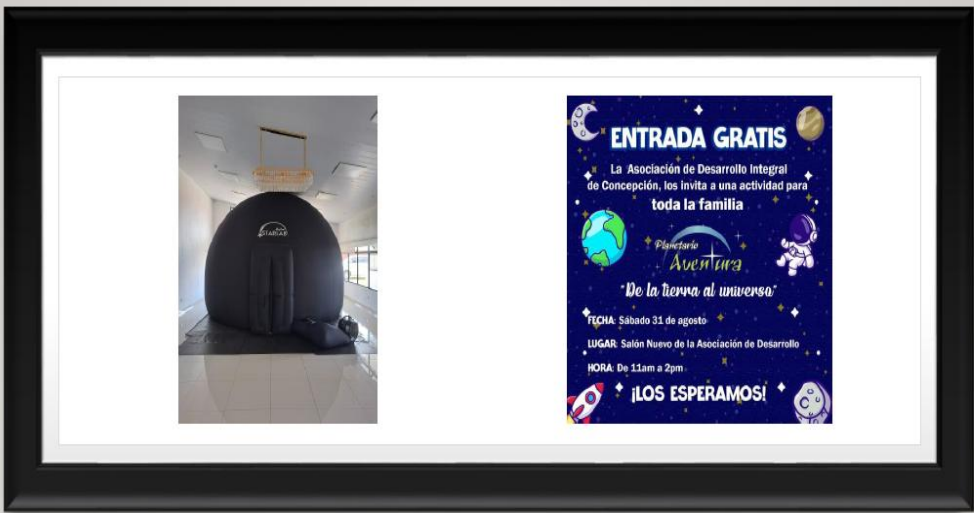 STARLAB
ENTRADA GRATIS
La Asociación de Desarrollo Integral
de Concepción, los invita a una actividad para
toda la familia
Planetario
Aventura
"De la tierra al universo"
FECHA: Sábado 31 de agosto
LUGAR: Salón Nuevo de la Asociación de Desarrollo
HORA: De 11am a 2pm
¡LOS ESPERAMOS!